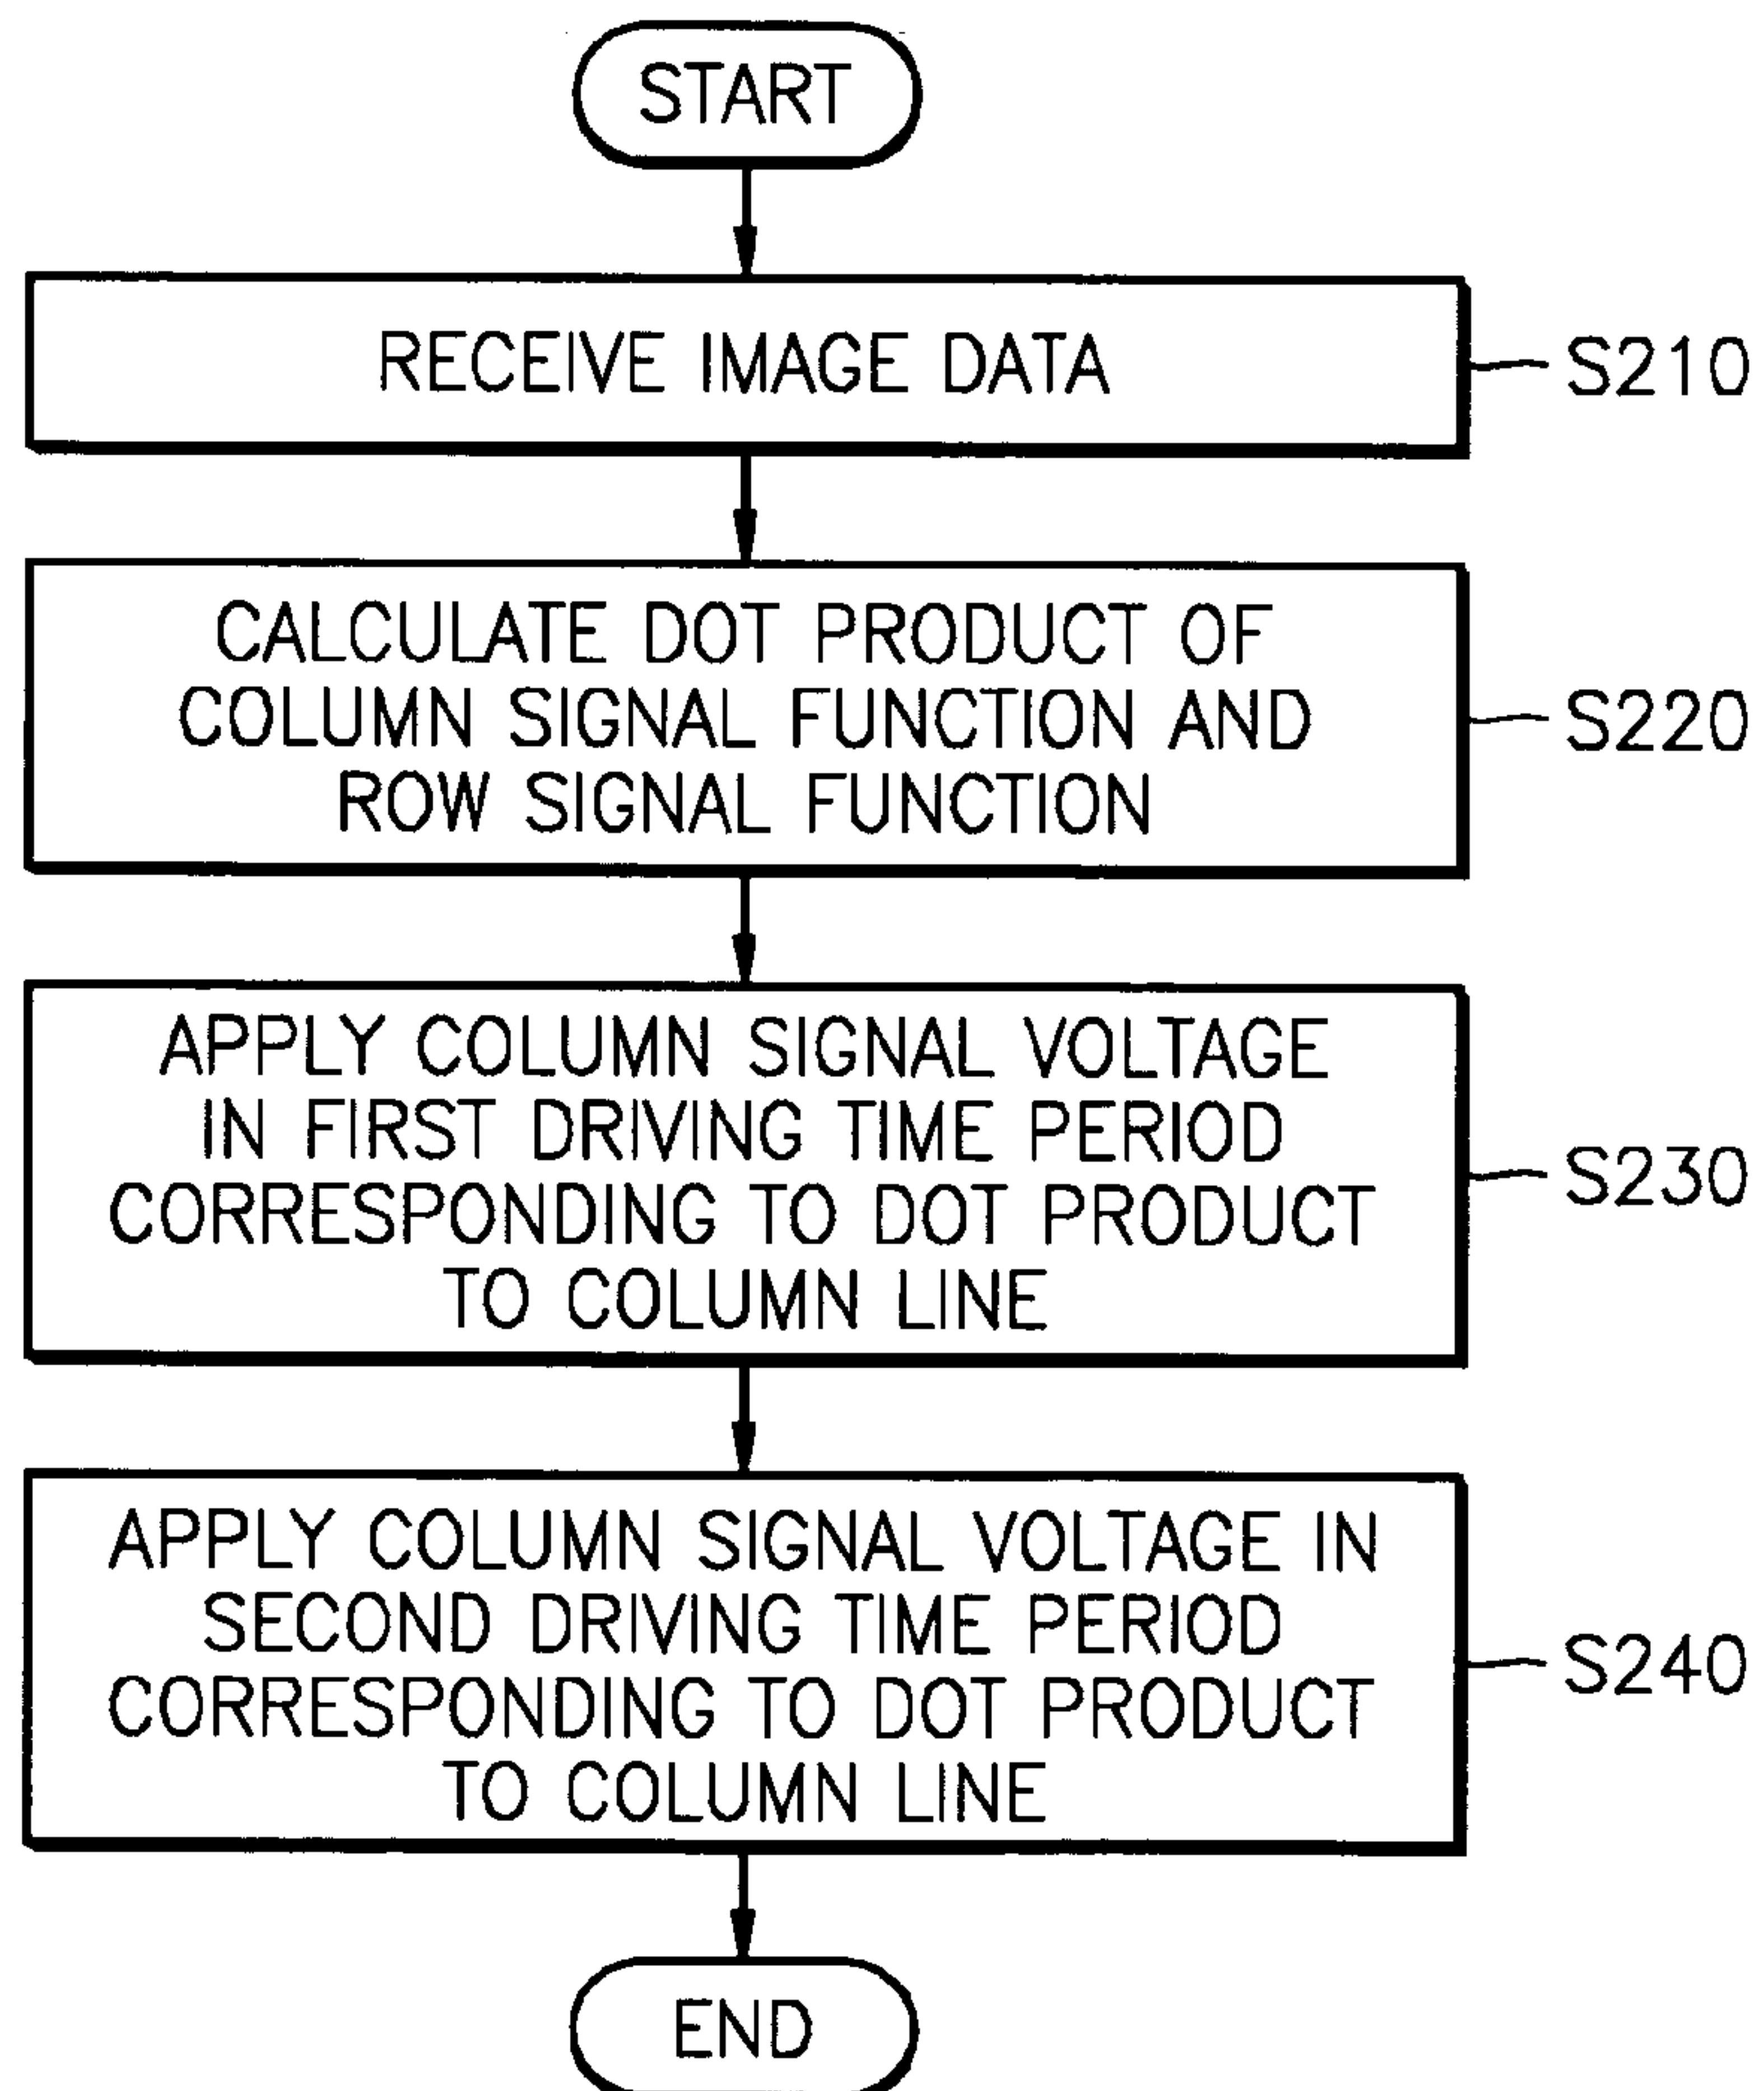 START
RECEIVE IMAGE DATA
S210
CALCULATE DOT PRODUCT OF
COLUMN SIGNAL FUNCTION AND
ROW SIGNAL FUNCTION
S220
APPLY COLUMN SIGNAL VOLTAGE
IN FIRST DRIVING TIME PERIOD
CORRESPONDING TO DOT PRODUCT
TO COLUMN LINE
S230
APPLY COLUMN SIGNAL VOLTAGE IN
SECOND DRIVING TIME PERIOD
CORRESPONDING TO DOT PRODUCT
TO COLUMN LINE
S240
END